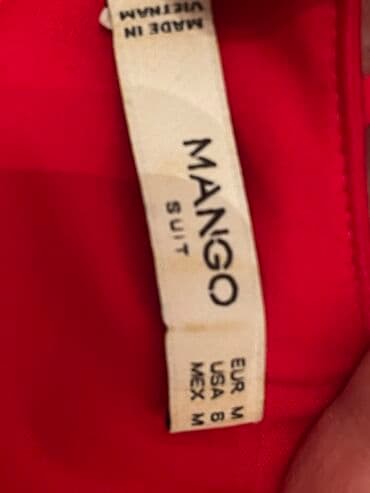 MANGO
SUIT
EUR M
USA 6
MEX M
MADE IN
VIETNAM